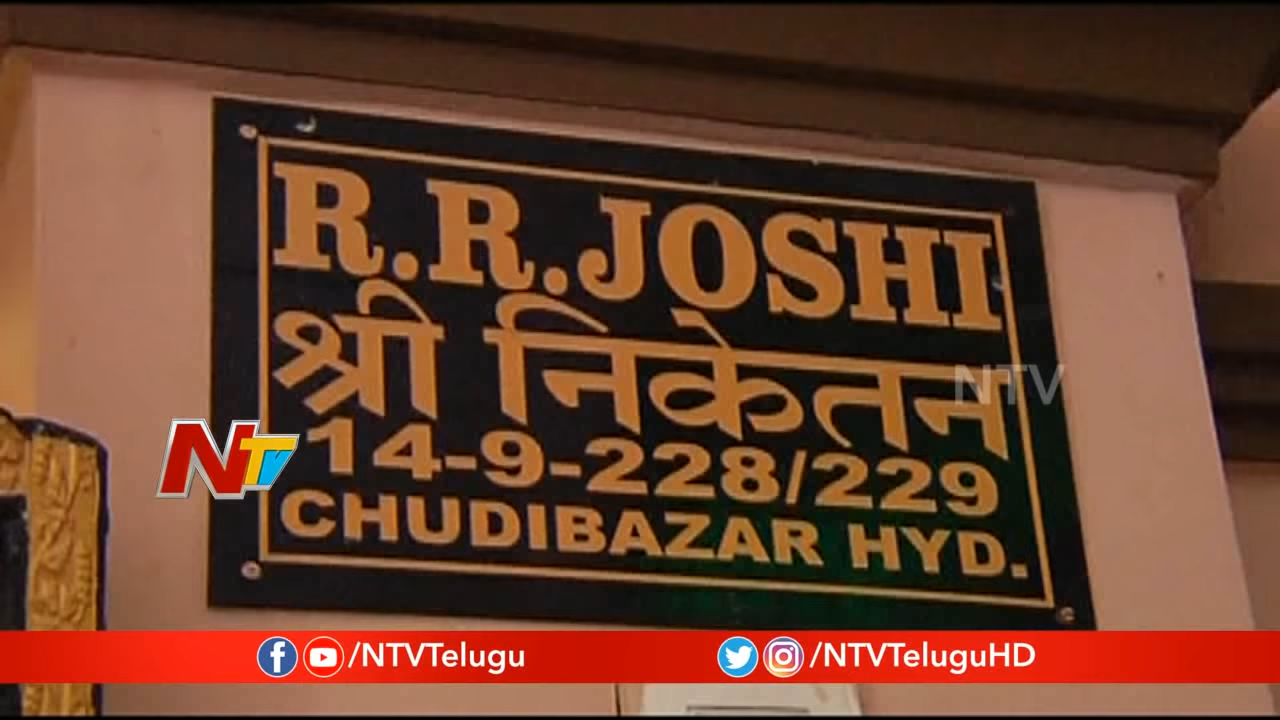 R.R.JOSHI
श्री निकेतन
14-9-228/229
CHUDIBAZAR HYD.
NTV
NTV
/NTVTelugu
/NTVTeluguHD